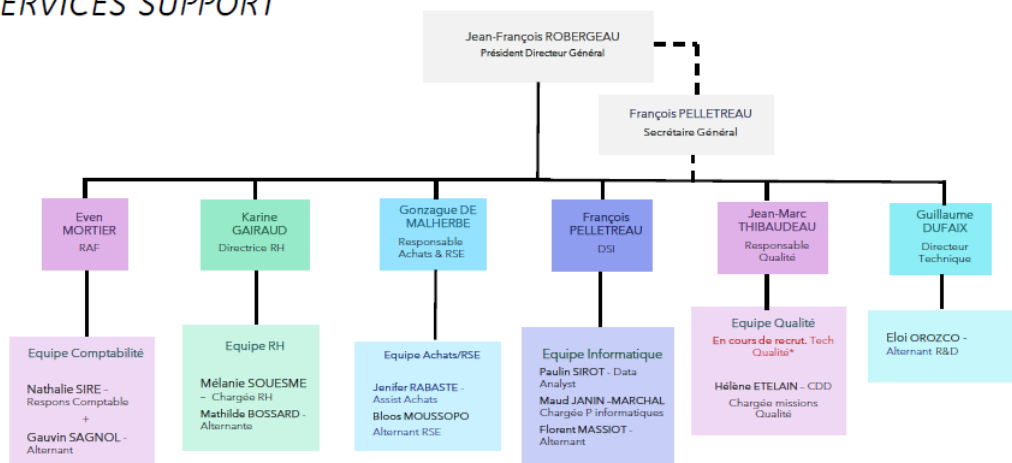 ERVICES SUPPORT
Jean-François ROBERGEAU
Président Directeur Général
François PELLETREAU
Secrétaire Général
Even
MORTIER
RAF
Karine
GAIRAUD
Directrice RH
Gonzague DE
MALHERBE
Responsable
Achats & RSE
François
PELLETREAU
DSI
Jean-Marc
THIBAUDEAU
Responsable
Qualité
Guillaume
DUFAIX
Directeur
Technique
Equipe Comptabilité
Nathalie SIRE -
Respons Comptable
+
Gauvin SAGNOL -
Alternant
Equipe RH
Mélanie SOUESME
- Chargée RH
Mathilde BOSSARD -
Alternante
Equipe Achats/RSE
Jenifer RABASTE -
Assist Achats
Bloos MOUSSOPO
Alternant RSE
Equipe Informatique
Paulin SIROT - Data
Analyst
Maud JANIN -MARCHAL
Chargée P informatiques
Florent MASSIOT -
Alternant
Equipe Qualité
En cours de recrut. Tech
Qualité*
Hélène ETELAIN - CDD
Chargée missions
Qualité
Eloi OROZCO -
Alternant R&D